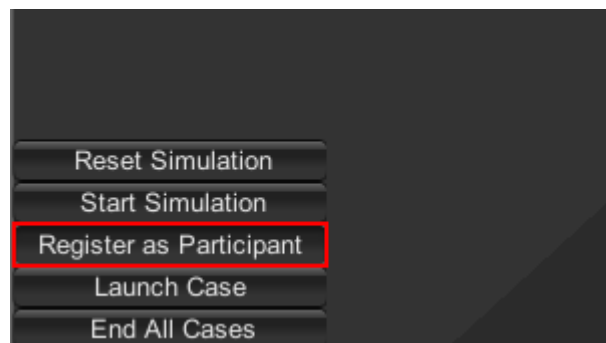 Reset Simulation
Start Simulation
Register as Participant
Launch Case
End All Cases